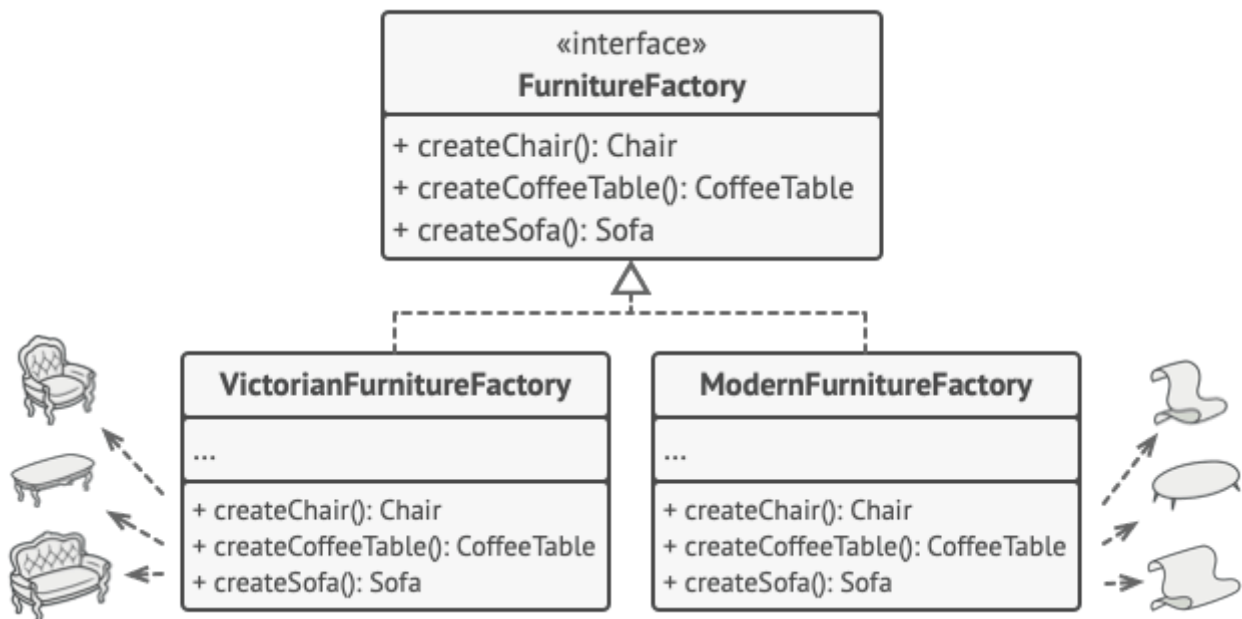 «interface»
FurnitureFactory
+ createChair(): Chair
+ createCoffeeTable(): CoffeeTable
+ createSofa(): Sofa
VictorianFurnitureFactory
...
+ createChair(): Chair
+ createCoffeeTable(): CoffeeTable
+ createSofa(): Sofa
ModernFurnitureFactory
...
+ createChair(): Chair
+ createCoffeeTable(): CoffeeTable
+ createSofa(): Sofa